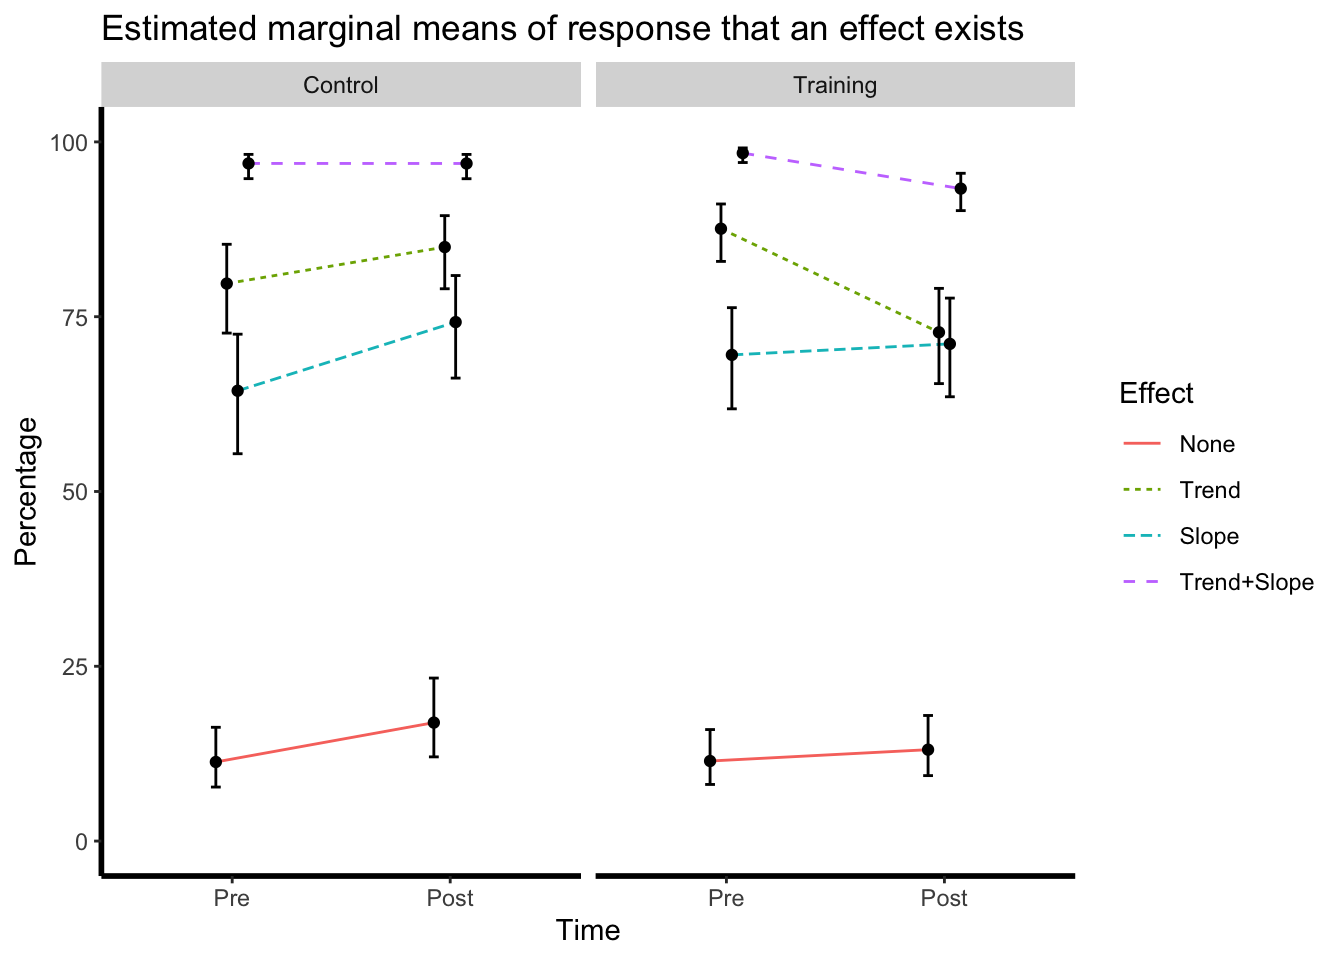 Estimated marginal means of response that an effect exists
Control
Training
100
75
50
25
0
Percentage
Pre
Post
Pre
Post
Time
Effect
None
Trend
Slope
Trend+Slope